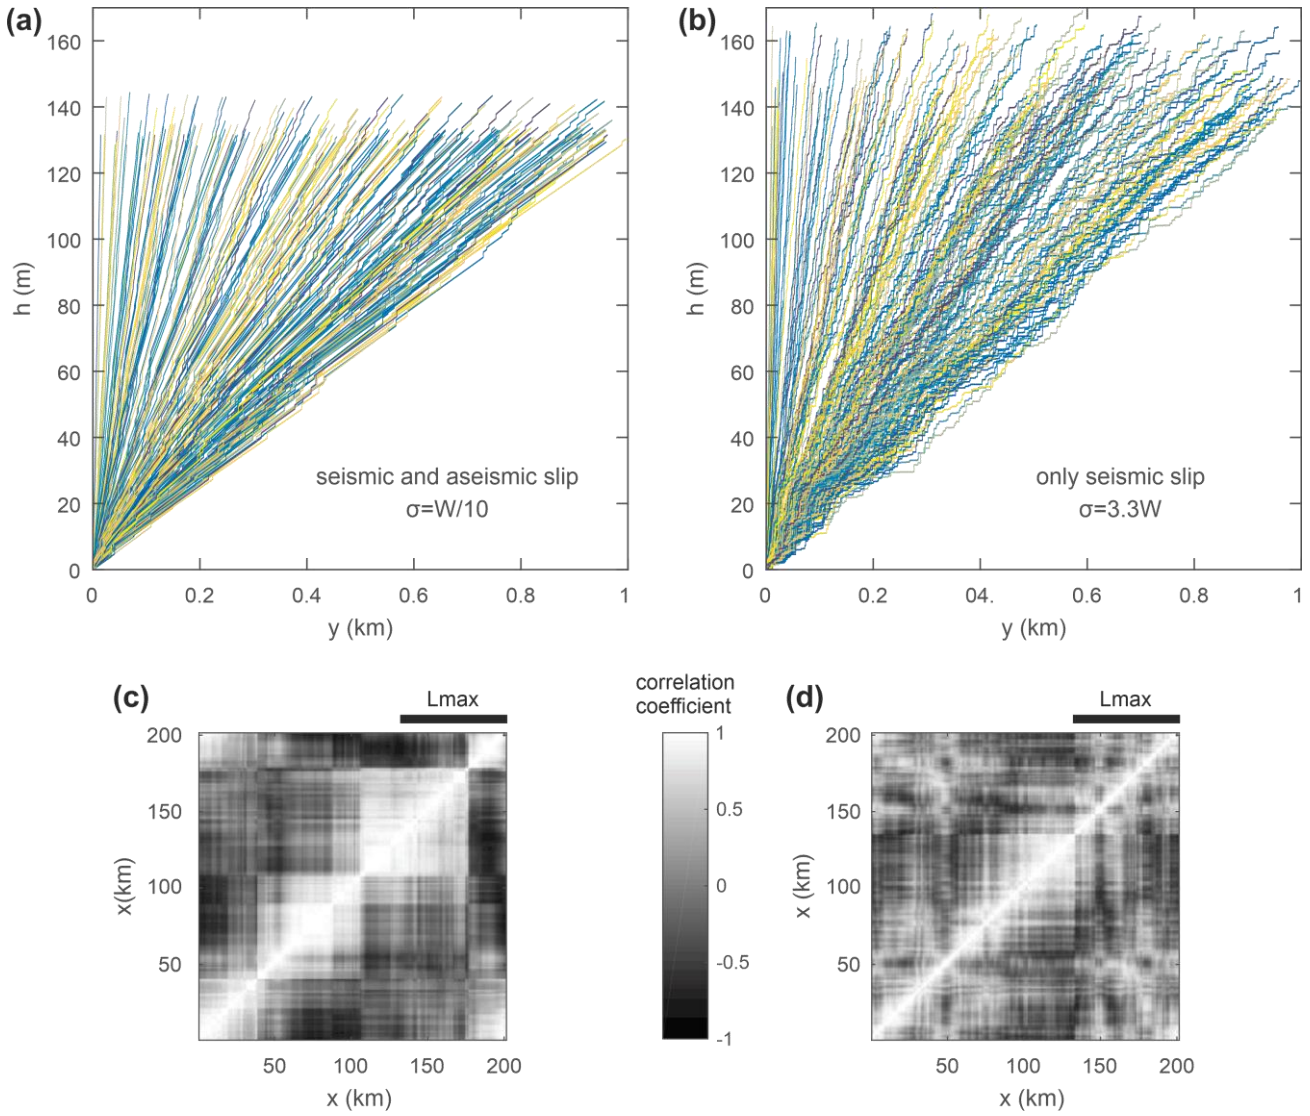 (a)
160
140
120
100
80
60
40
20
0
h (m)
seismic and aseismic slip
σ=W/10
0 0.2 0.4 0.6 0.8 1
y (km)
(b)
160
140
120
100
80
60
40
20
0
h (m)
only seismic slip
σ=3.3W
0 0.2 04. 0.6 0.8 1
y (km)
(c)
Lmax
200
150
100
50
x(km)
50 100 150 200
x (km)
correlation
coefficient
1
0.5
0
-0.5
-1
(d)
Lmax
200
150
100
50
x (km)
50 100 150 200
x (km)